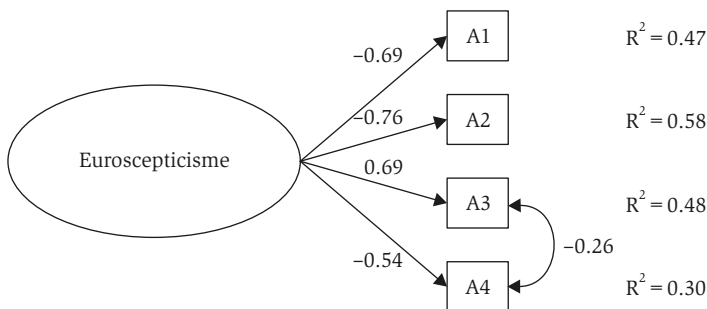 A1
R² = 0.47
−0.69
−0.76
A2
R² = 0.58
Euroscepticisme
0.69
A3
R² = 0.48
−0.26
−0.54
A4
R² = 0.30